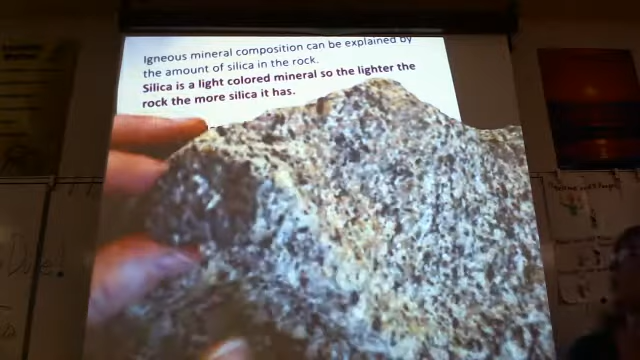 Igneous mineral composition can be explained by
the amount of silica in the rock.
Silica is a light colored mineral so the lighter the
rock the more silica it has.
Due!